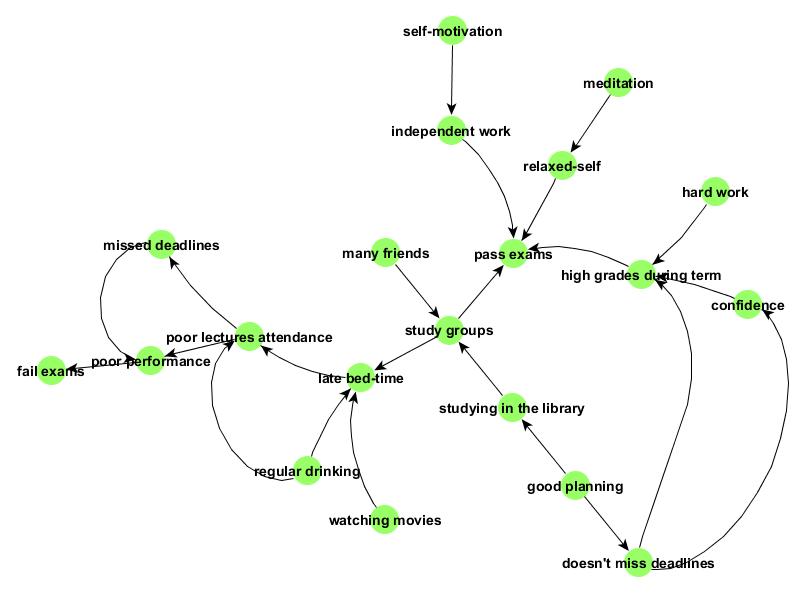 self-motivation
meditation
independent work
relaxed-self
hard work
missed deadlines
many friends
pass exams
high grades during term
confidence
study groups
poor lectures attendance
poor performance
fail exams
late bed-time
studying in the library
regular drinking
good planning
watching movies
doesn't miss deadlines